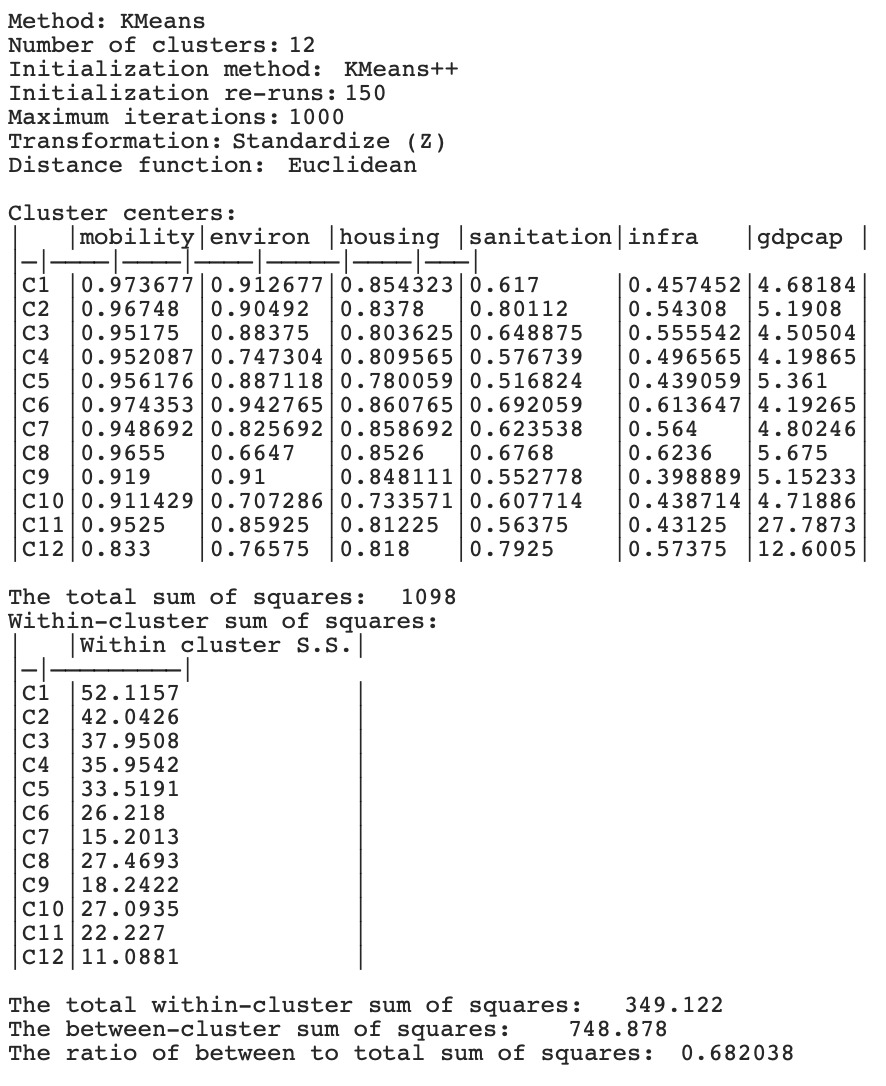 Method: KMeans
Number of clusters: 12
Initialization method: KMeans++
Initialization re-runs: 150
Maximum iterations: 1000
Transformation: Standardize (Z)
Distance function: Euclidean
Cluster centers:
| |mobility|environ |housing |sanitation|infra |gdpcap |
|—|————|————|————|—————|————|———|
|C1 |0.973677|0.912677|0.854323|0.617 |0.457452|4.68184|
|C2 |0.96748 |0.90492 |0.8378 |0.80112 |0.54308 |5.1908 |
|C3 |0.95175 |0.88375 |0.803625|0.648875 |0.555542|4.50504|
|C4 |0.952087|0.747304|0.809565|0.576739 |0.496565|4.19865|
|C5 |0.956176|0.887118|0.780059|0.516824 |0.439059|5.361 |
|C6 |0.974353|0.942765|0.860765|0.692059 |0.613647|4.19265|
|C7 |0.948692|0.825692|0.858692|0.623538 |0.564 |4.80246|
|C8 |0.9655 |0.6647 |0.8526 |0.6768 |0.6236 |5.675 |
|C9 |0.919 |0.91 |0.848111|0.552778 |0.398889|5.15233|
|C10|0.911429|0.707286|0.733571|0.607714 |0.438714|4.71886|
|C11|0.9525 |0.85925 |0.81225 |0.56375 |0.43125 |27.7873|
|C12|0.833 |0.76575 |0.818 |0.7925 |0.57375 |12.6005|
The total sum of squares: 1098
Within-cluster sum of squares:
| |Within cluster S.S.|
|—|—————————|
|C1 |52.1157 |
|C2 |42.0426 |
|C3 |37.9508 |
|C4 |35.9542 |
|C5 |33.5191 |
|C6 |26.218 |
|C7 |15.2013 |
|C8 |27.4693 |
|C9 |18.2422 |
|C10|27.0935 |
|C11|22.227 |
|C12|11.0881 |
The total within-cluster sum of squares: 349.122
The between-cluster sum of squares: 748.878
The ratio of between to total sum of squares: 0.682038